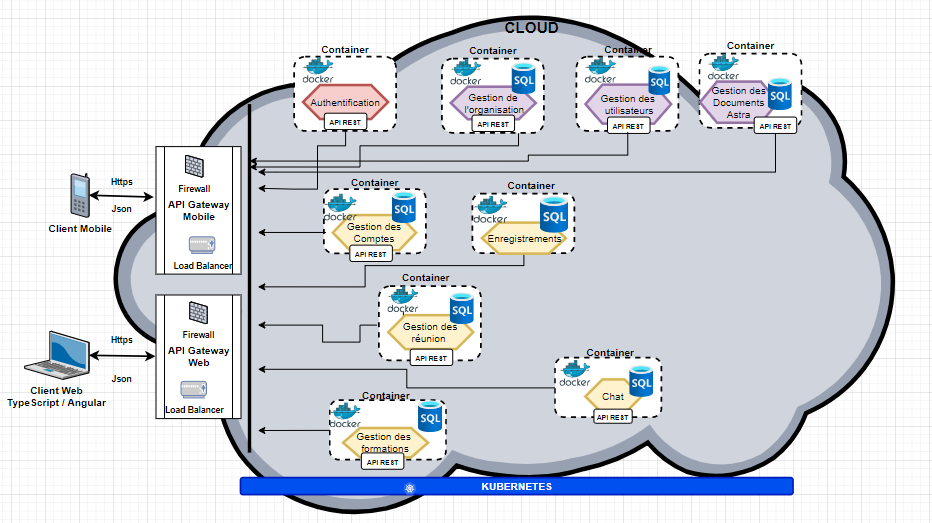 CLOUD
Container
docker
Authentification
API REST
Container
docker
SQL
Gestion de
l'organisation
API REST
Container
docker
SQL
Gestion des
utilisateurs
API REST
Container
docker
SQL
Gestion des
Documents
Astra
API REST
Client Mobile
Https
Json
Firewall
API Gateway
Mobile
Load Balancer
Container
docker
SQL
Gestion des
Comptes
API REST
Container
docker
SQL
Enregistrements
API REST
Container
docker
SQL
Gestion des
réunion
API REST
Client Web
TypeScript / Angular
Https
Json
Firewall
API Gateway
Web
Load Balancer
Container
docker
SQL
Chat
API REST
Container
docker
SQL
Gestion des
formations
API REST
KUBERNETES